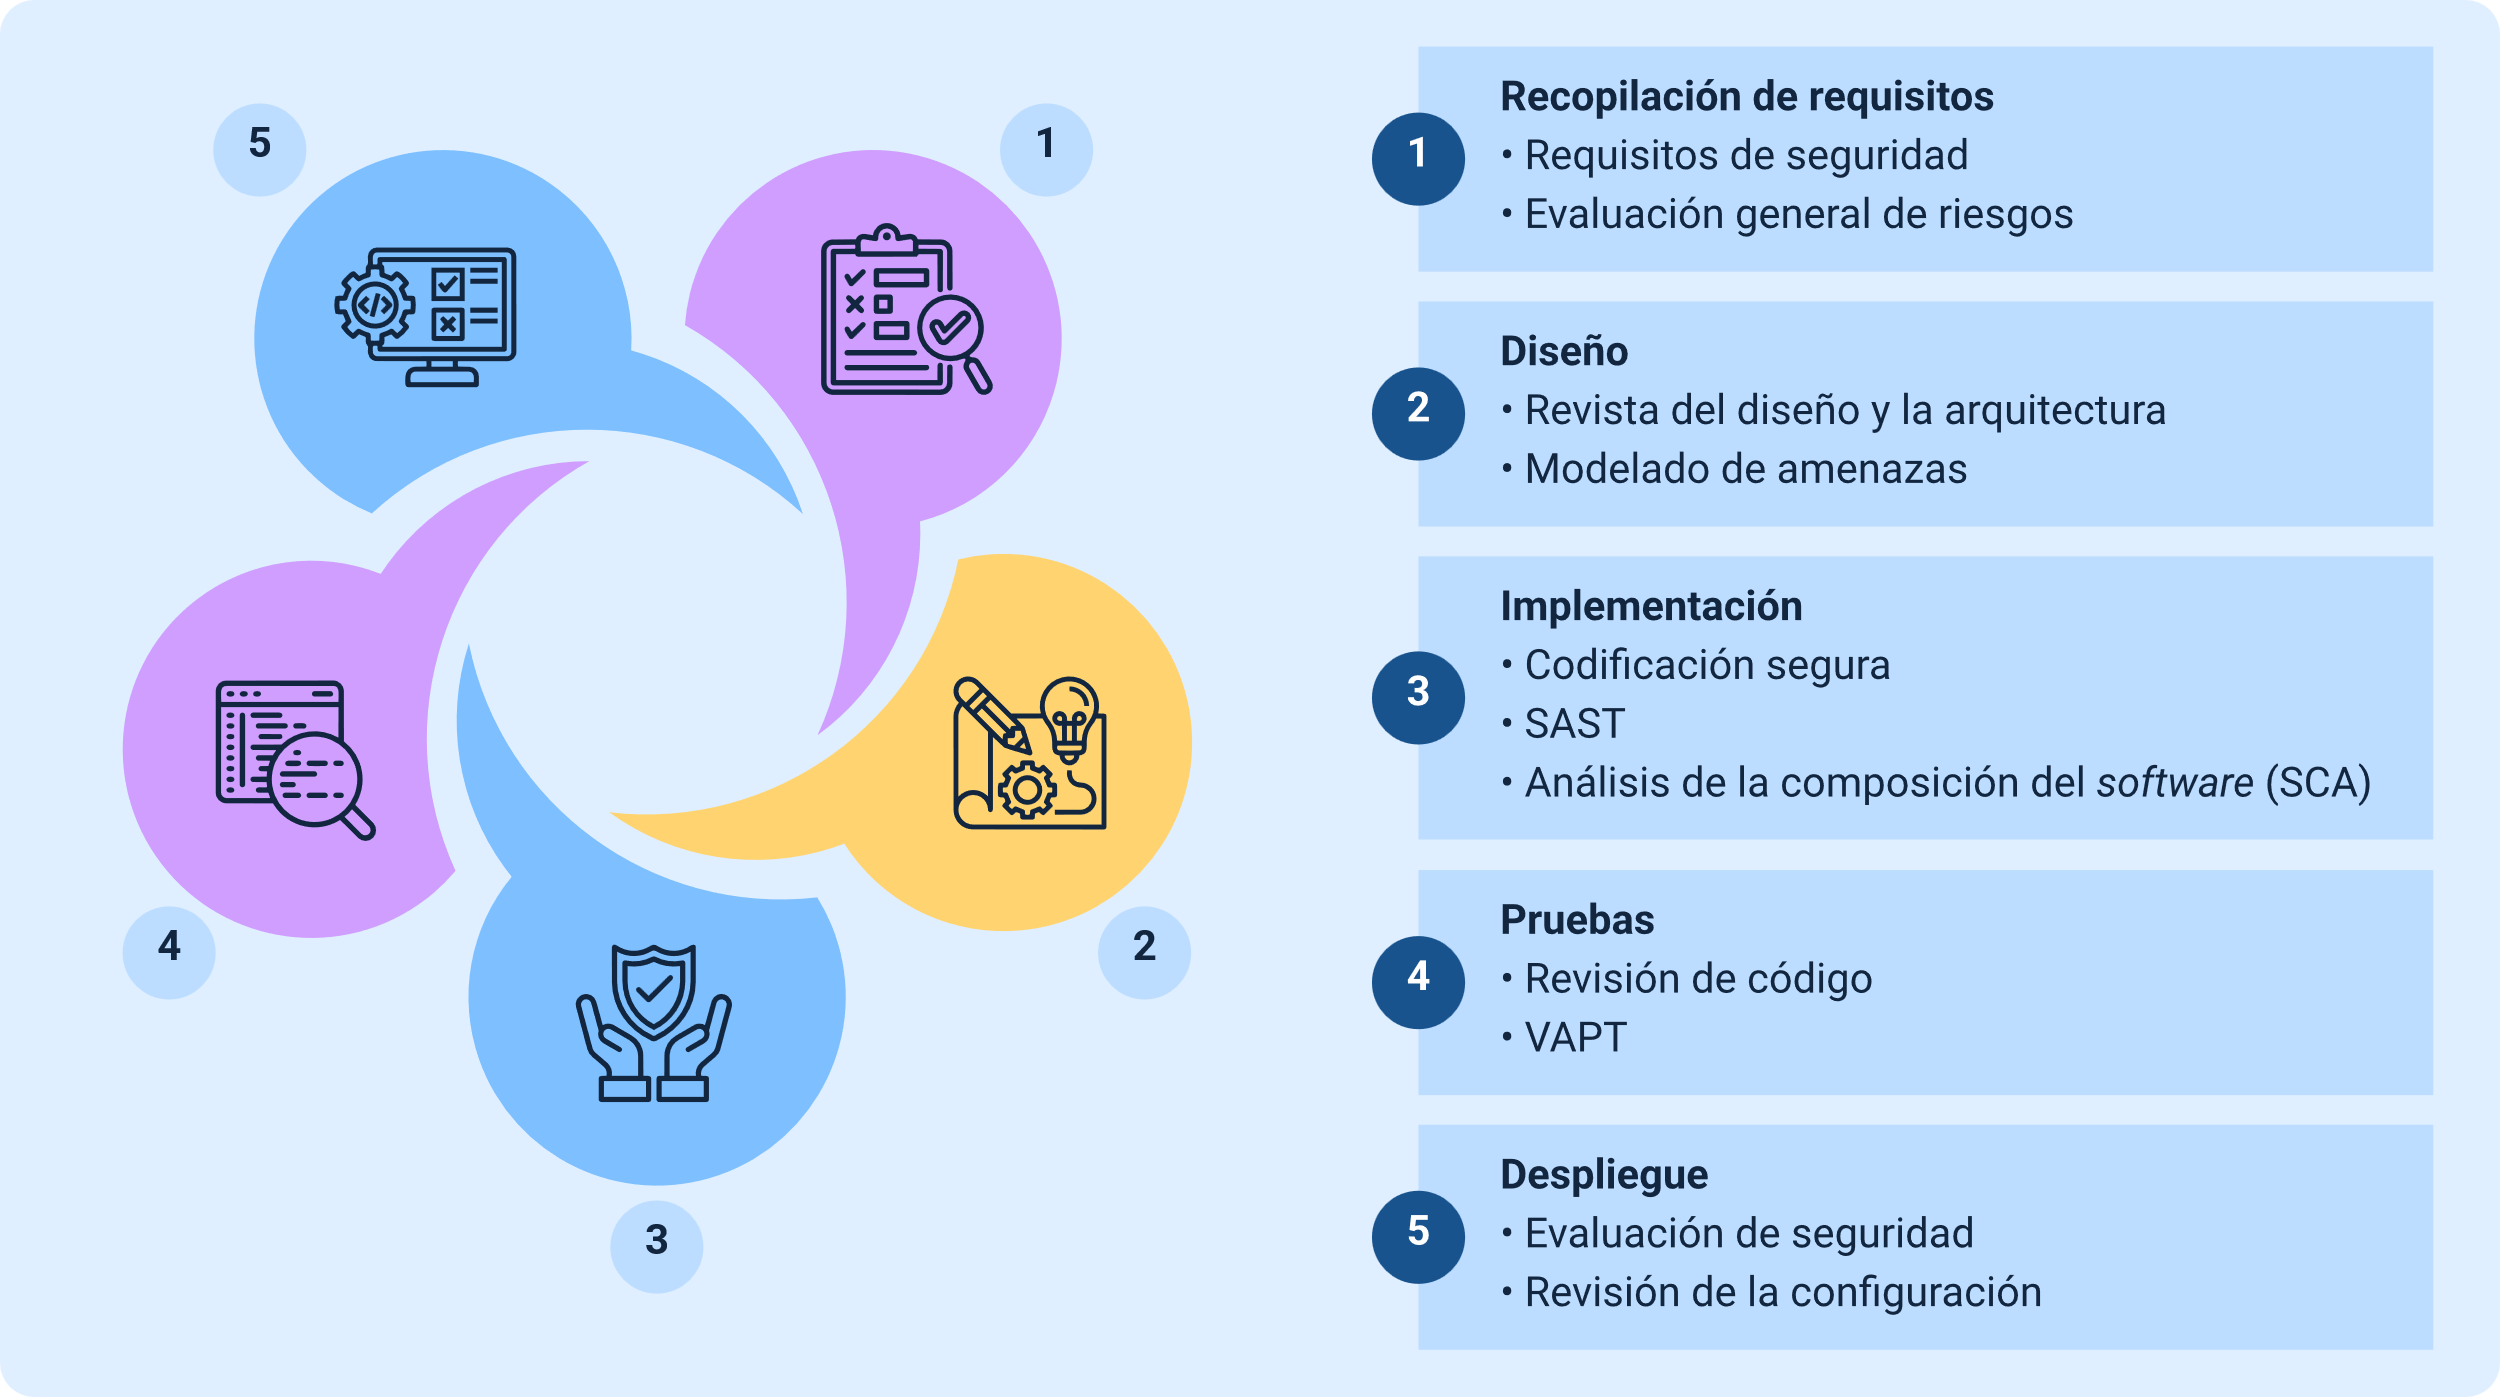 5
1
4
2
3
1
Recopilación de requisitos
• Requisitos de seguridad
• Evaluación general de riesgos
2
Diseño
• Revista del diseño y la arquitectura
• Modelado de amenazas
3
Implementación
• Codificación segura
• SAST
• Análisis de la composición del software (SCA)
4
Pruebas
• Revisión de código
• VAPT
5
Despliegue
• Evaluación de seguridad
• Revisión de la configuración